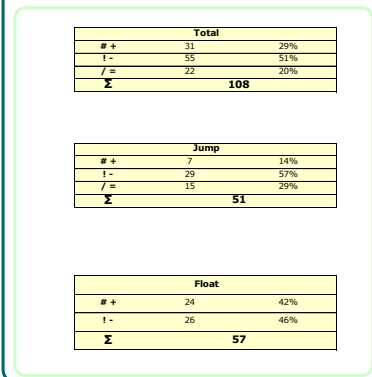 Total
# + 31 29%
! - 55 51%
/ = 22 20%
Σ 108
Jump
# + 7 14%
! - 29 57%
/ = 15 29%
Σ 51
Float
# + 24 42%
! - 26 46%
Σ 57